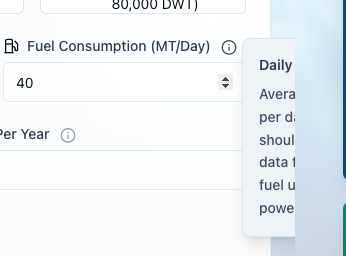 80,000 DWT)
Fuel Consumption (MT/Day)
40
Per Year
Daily
Avera
per da
shoul
data f
fuel u
powe